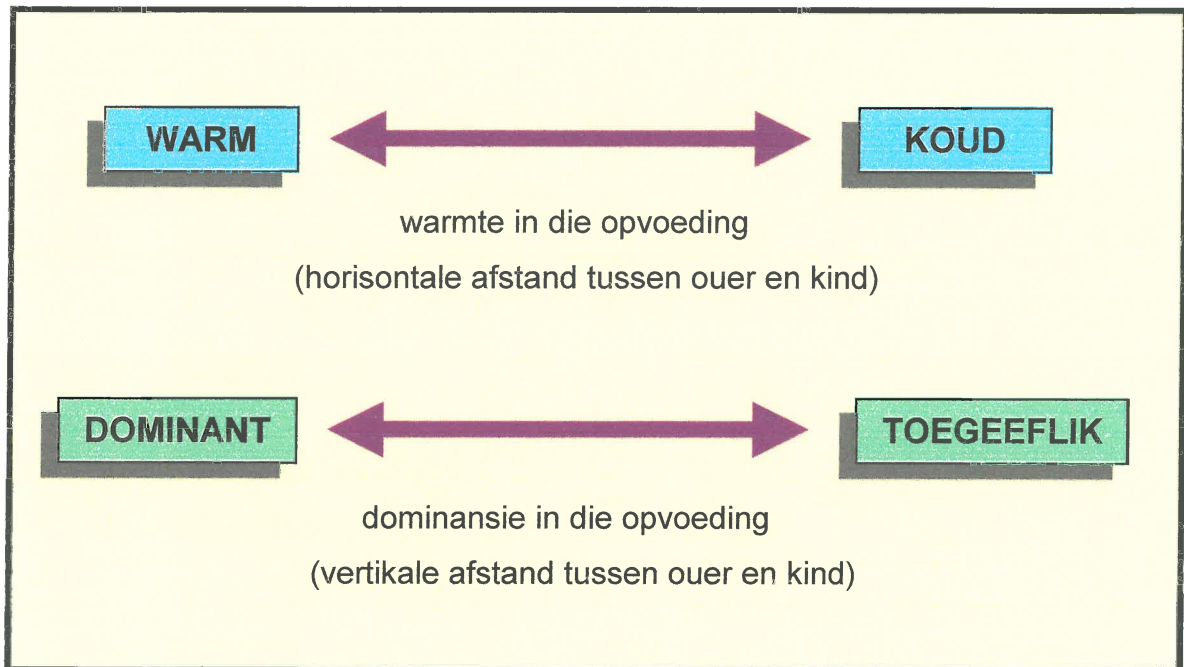 WARM KOUD
warmte in die opvoeding
(horisontale afstand tussen ouer en kind)
DOMINANT TOEGEEFLIK
dominansie in die opvoeding
(vertikale afstand tussen ouer en kind)